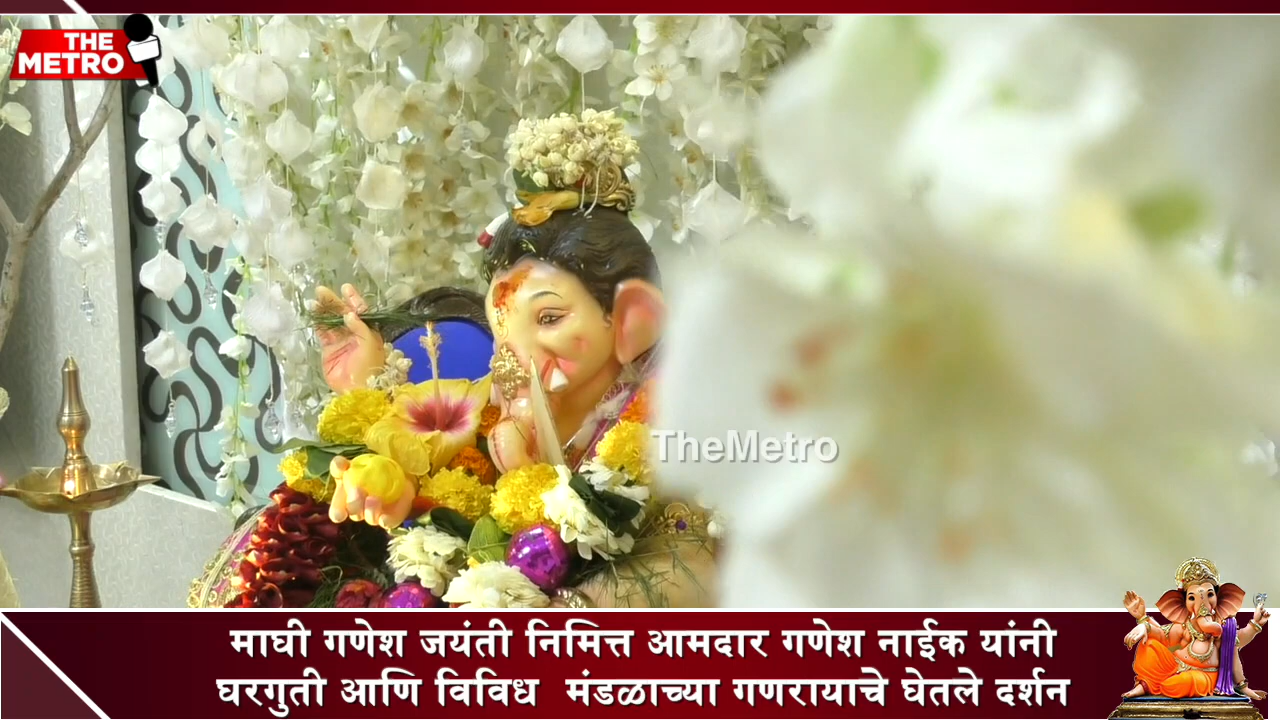 THE
METRO
TheMetro
माघी गणेश जयंती निमित्त आमदार गणेश नाईक यांनी
घरगुती आणि विविध मंडळाच्या गणरायाचे घेतले दर्शन